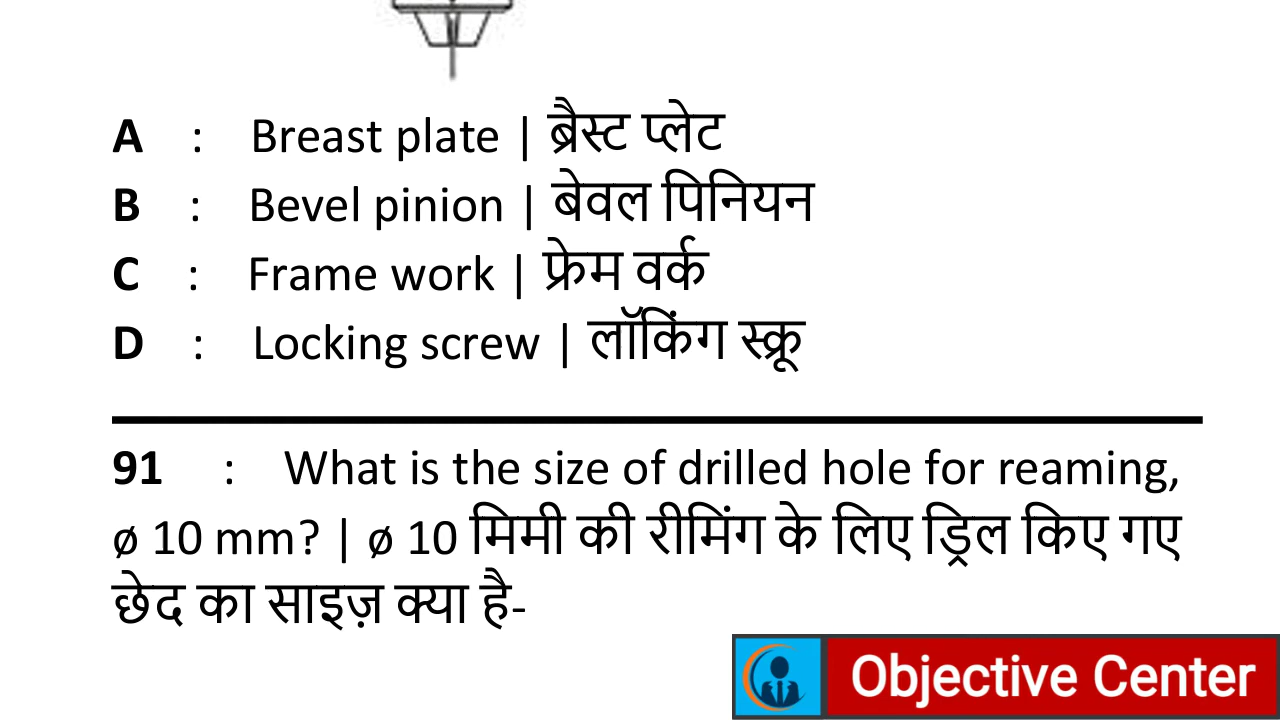 A : Breast plate | ब्रैस्ट प्लेट
B : Bevel pinion | बेवल पिनियन
C : Frame work | फ्रेम वर्क
D : Locking screw | लॉकिंग स्क्रू
91 : What is the size of drilled hole for reaming,
ø 10 mm? | ø 10 मिमी की रीमिंग के लिए ड्रिल किए गए
छेद का साइज़ क्या है-
Objective Center